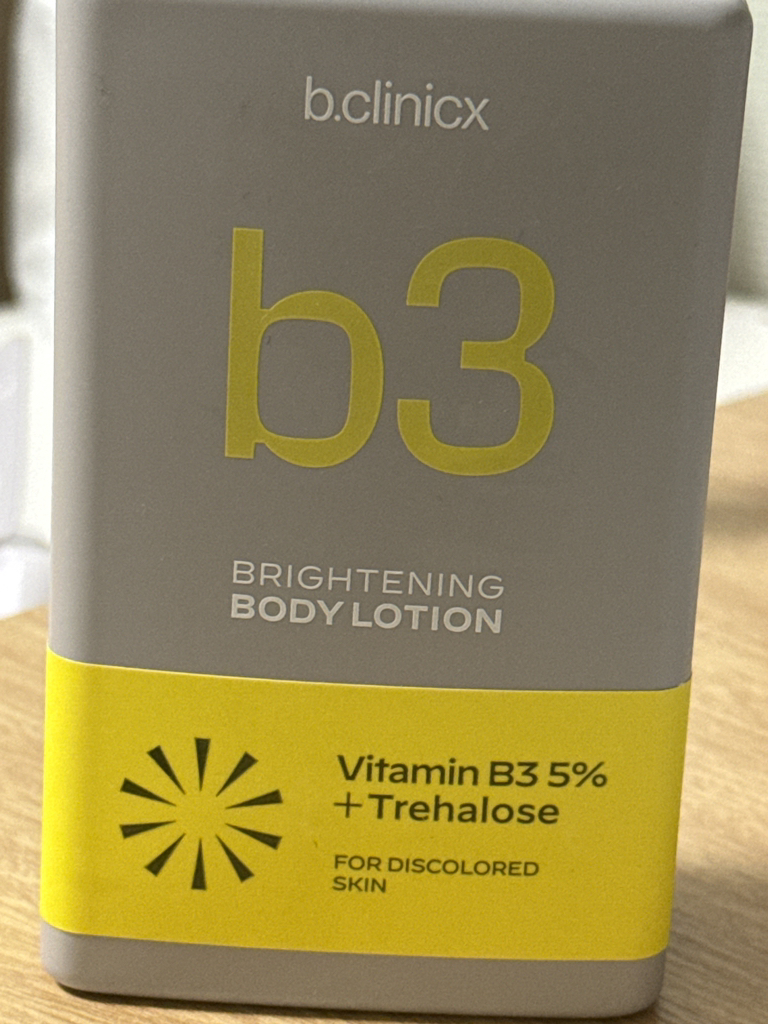 b.clinicx
b3
BRIGHTENING
BODY LOTION
Vitamin B3 5%
+Trehalose
FOR DISCOLORED
SKIN